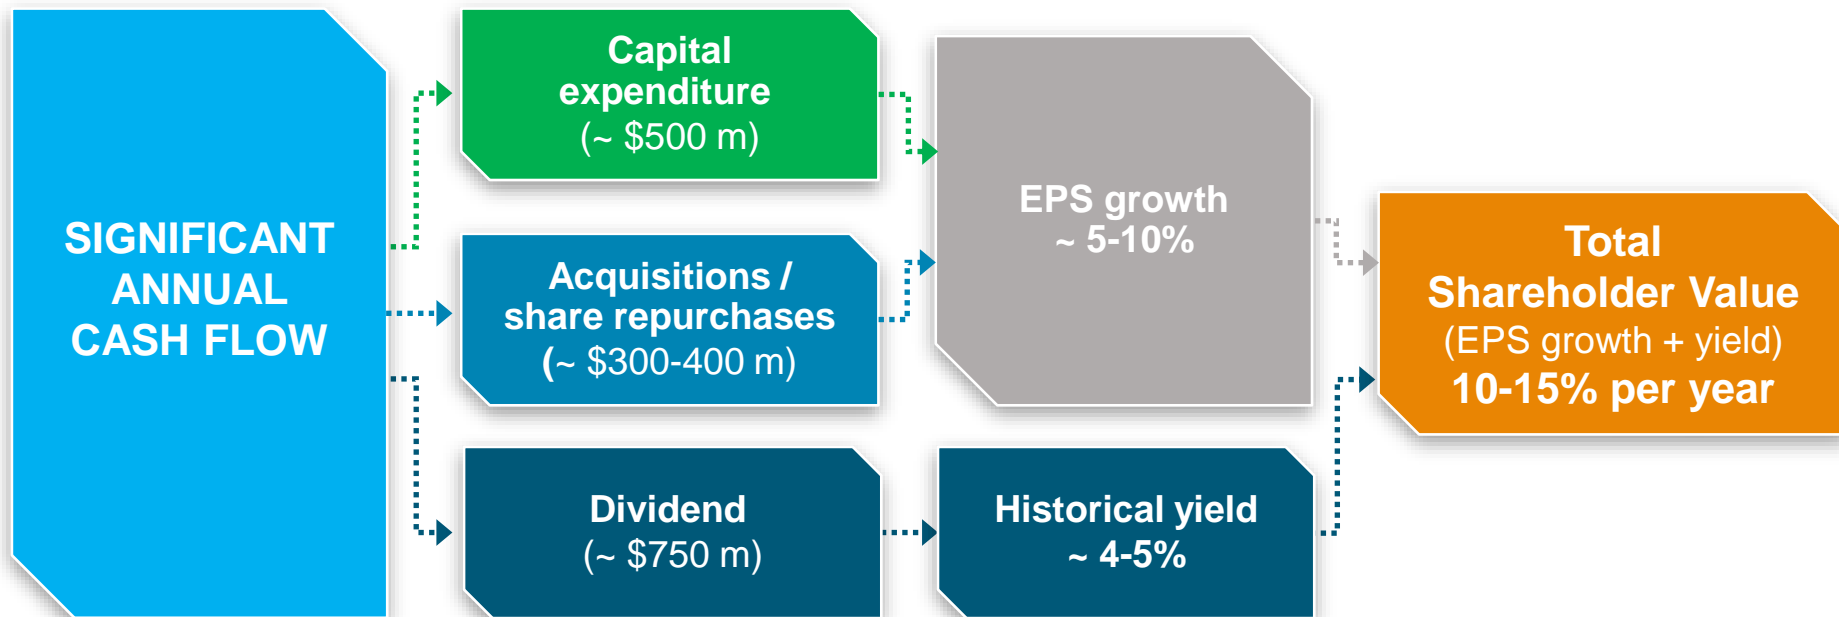 SIGNIFICANT
ANNUAL
CASH FLOW
Capital
expenditure
(~ $500 m)
Acquisitions /
share repurchases
(~ $300-400 m)
Dividend
(~ $750 m)
EPS growth
~ 5-10%
Historical yield
~ 4-5%
Total
Shareholder Value
(EPS growth + yield)
10-15% per year